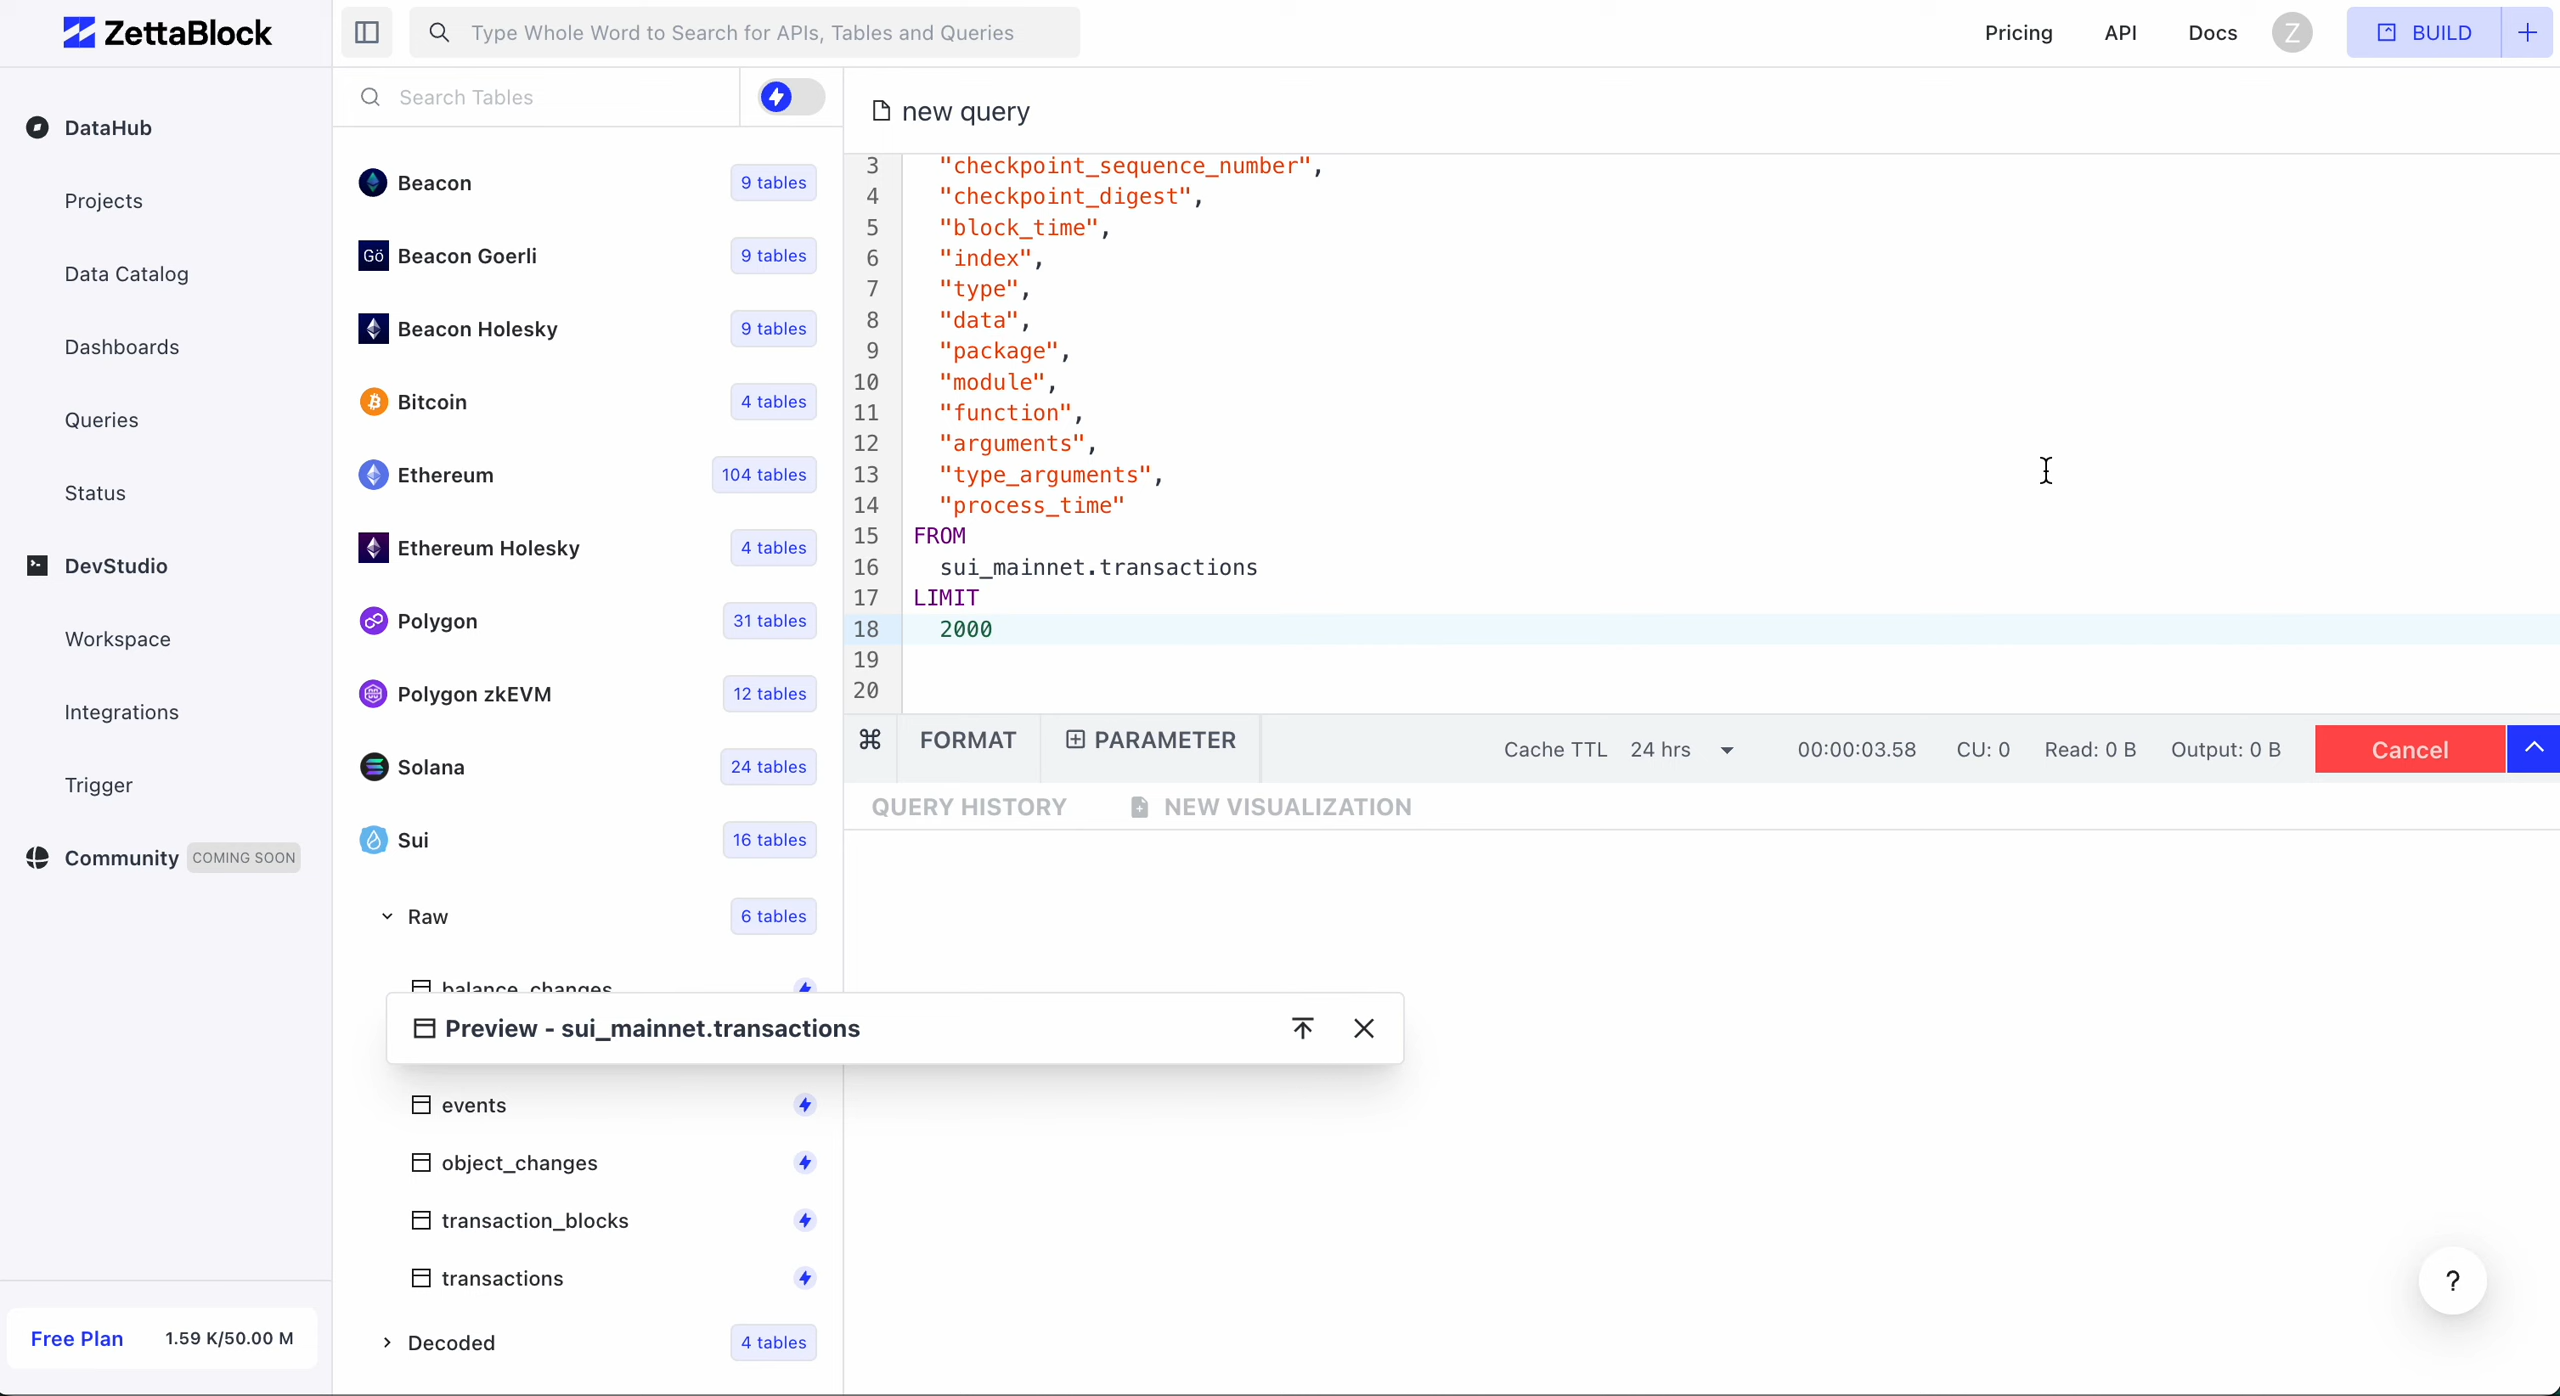 ZettaBlock
Type Whole Word to Search for APIs, Tables and Queries
Pricing
API
Docs
Z
BUILD
DataHub
Projects
Data Catalog
Dashboards
Queries
Status
DevStudio
Workspace
Integrations
Trigger
Community COMING SOON
Free Plan 1.59 K/50.00 M
Search Tables
Beacon 9 tables
Gö Beacon Goerli 9 tables
Beacon Holesky 9 tables
Bitcoin 4 tables
Ethereum 104 tables
Ethereum Holesky 4 tables
Polygon 31 tables
Polygon zkEVM 12 tables
Solana 24 tables
Sui 16 tables
Raw 6 tables
balance_changes
Preview - sui_mainnet.transactions
events
object_changes
transaction_blocks
transactions
Decoded 4 tables
new query
3 "checkpoint_sequence_number",
4 "checkpoint_digest",
5 "block_time",
6 "index",
7 "type",
8 "data",
9 "package",
10 "module",
11 "function",
12 "arguments",
13 "type_arguments",
14 "process_time"
15 FROM
16 sui_mainnet.transactions
17 LIMIT
18 2000
19
20
⌘ FORMAT PARAMETER Cache TTL 24 hrs 00:00:03.58 CU: 0 Read: 0 B Output: 0 B Cancel
QUERY HISTORY NEW VISUALIZATION
?